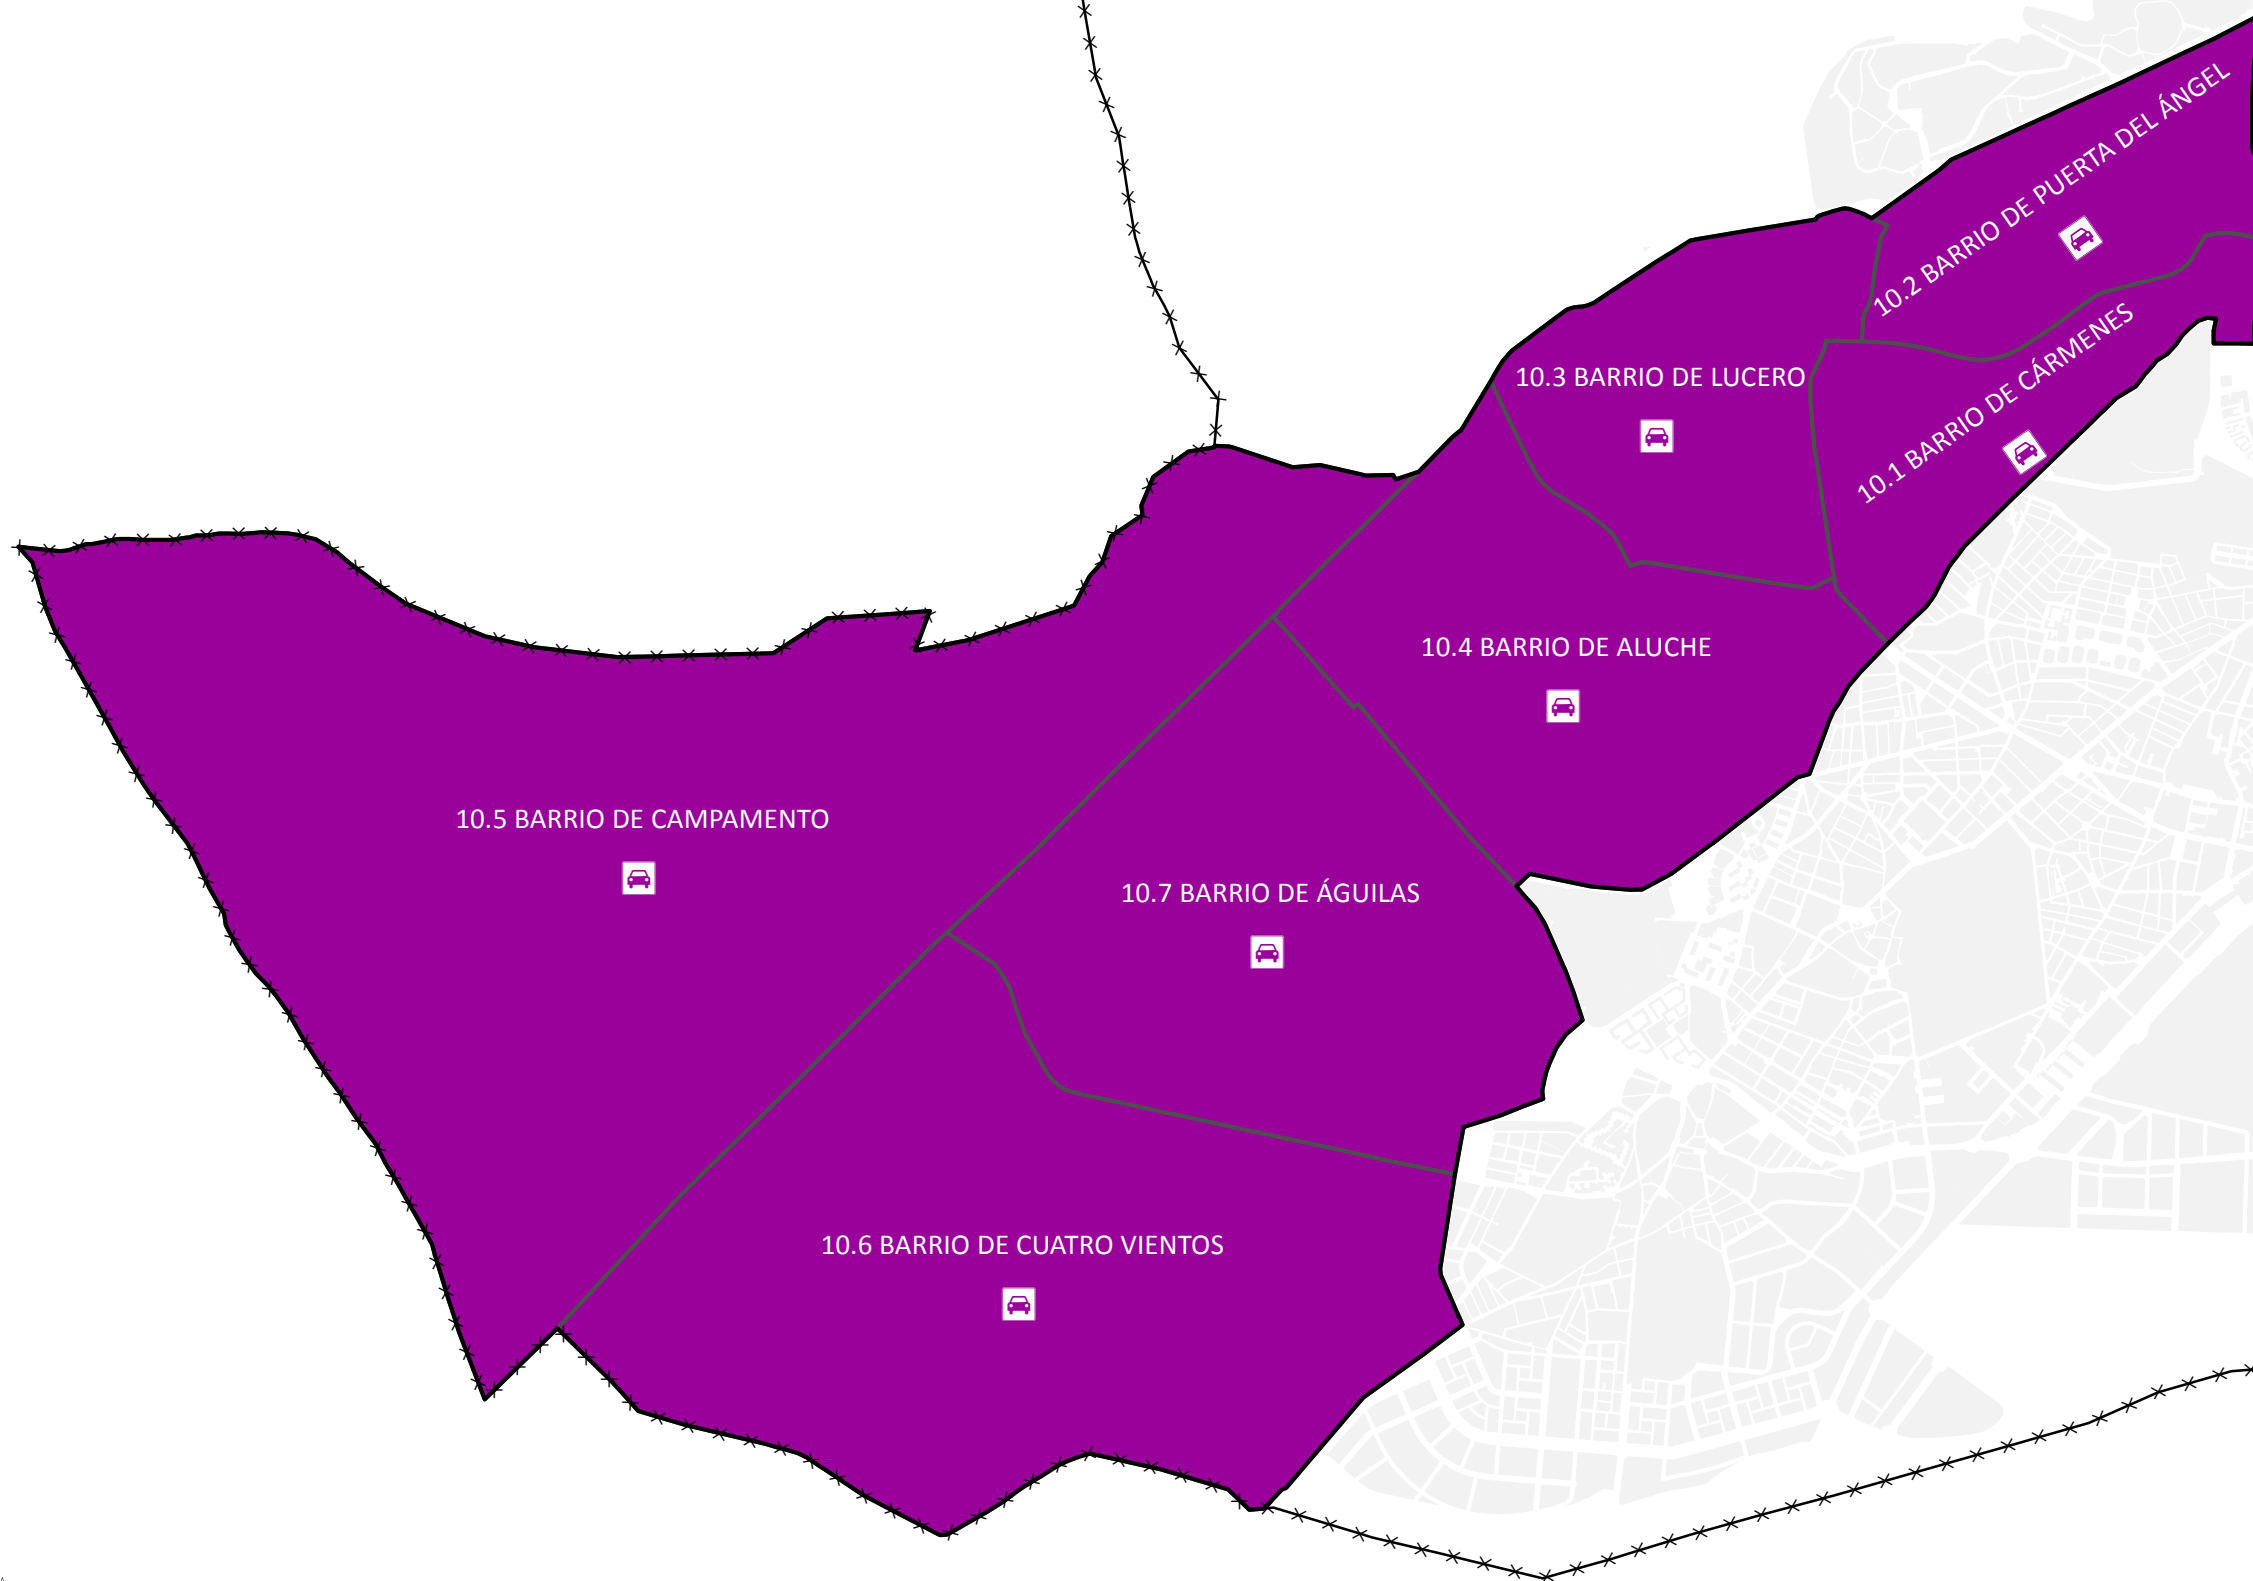 10.2 BARRIO DE PUERTA DEL ÁNGEL
10.3 BARRIO DE LUCERO
10.1 BARRIO DE CÁRMENES
10.4 BARRIO DE ALUCHE
10.5 BARRIO DE CAMPAMENTO
10.7 BARRIO DE ÁGUILAS
10.6 BARRIO DE CUATRO VIENTOS